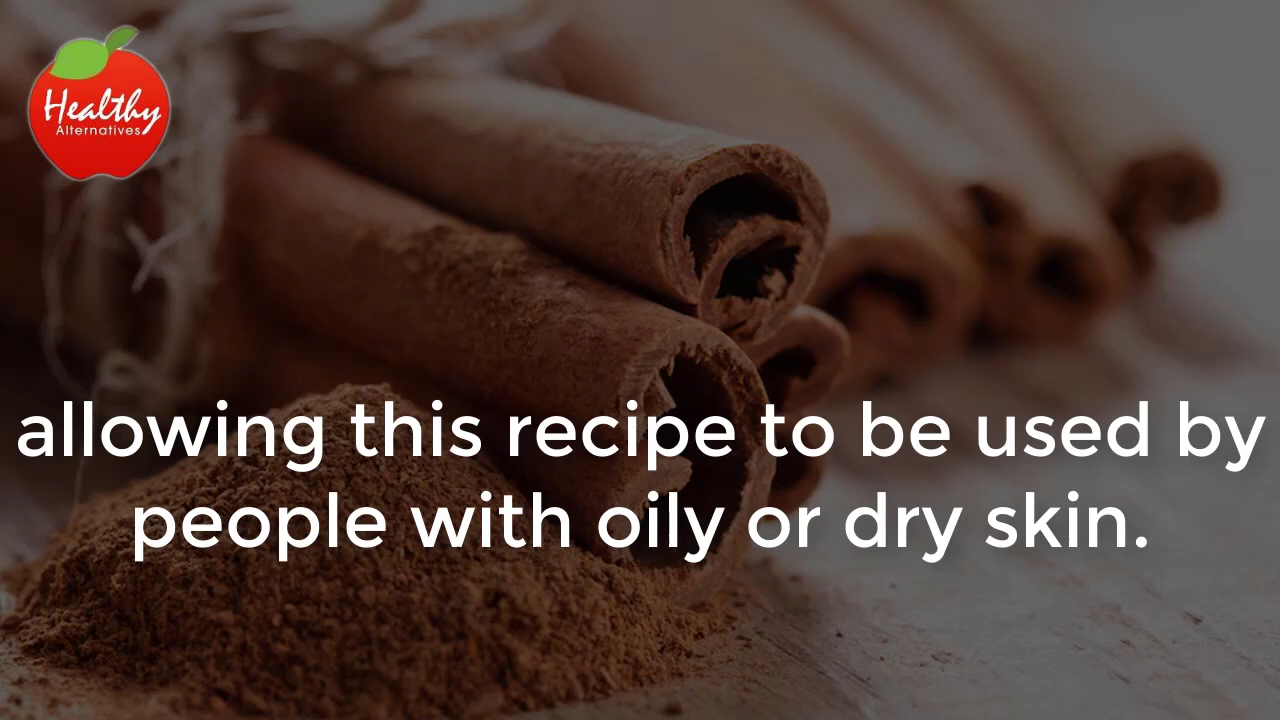 Healthy
Alternatives
allowing this recipe to be used by
people with oily or dry skin.